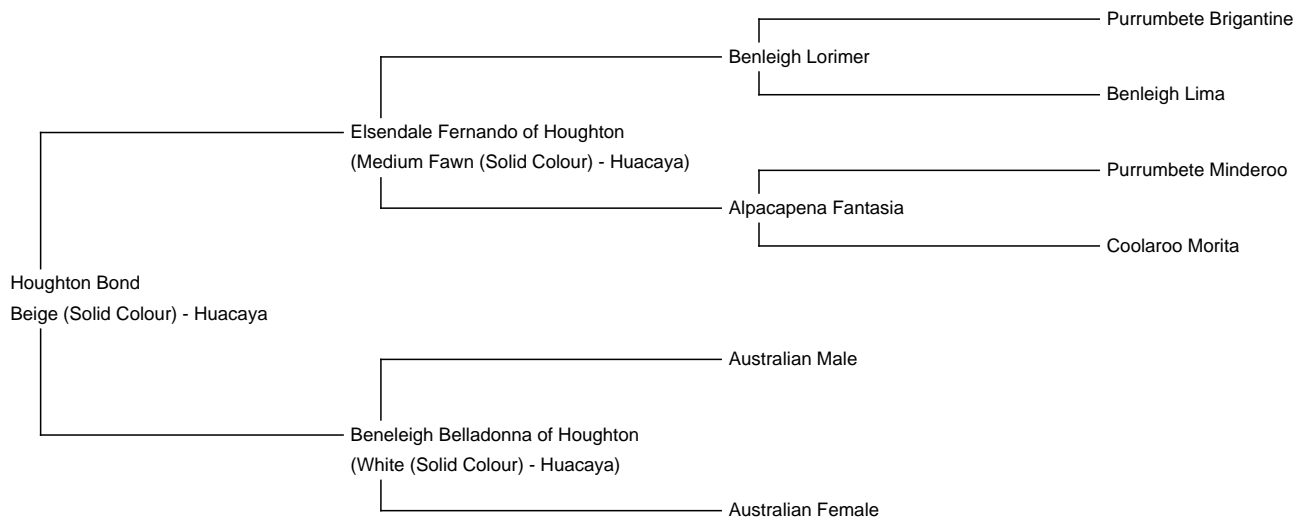 Purrumbete Brigantine
Benleigh Lorimer
Benleigh Lima
Elsendale Fernando of Houghton
(Medium Fawn (Solid Colour) - Huacaya)
Purrumbete Minderoo
Alpacapena Fantasia
Coolaroo Morita
Houghton Bond
Beige (Solid Colour) - Huacaya
Australian Male
Beneleigh Belladonna of Houghton
(White (Solid Colour) - Huacaya)
Australian Female